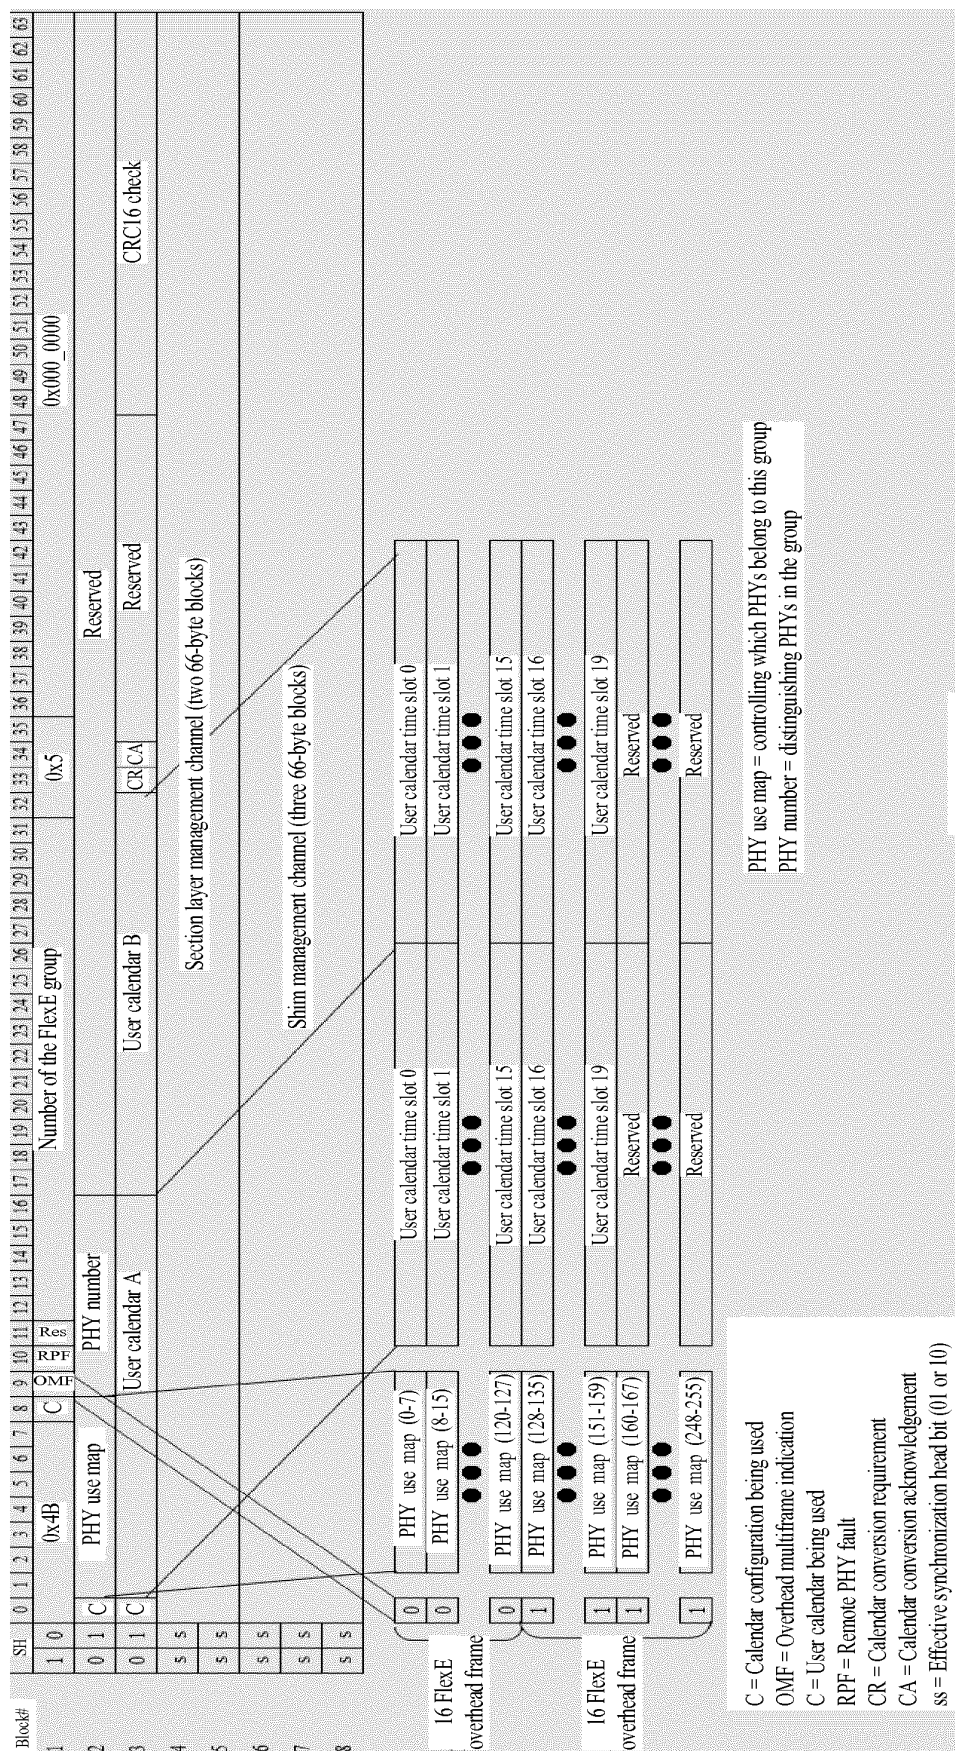 Block# SH 0 1 2 3 4 5 6 7 8 9 10 11 12 13 14 15 16 17 18 19 20 21 22 23 24 25 26 27 28 29 30 31 32 33 34 35 36 37 38 39 40 41 42 43 44 45 46 47 48 49 50 51 52 53 54 55 56 57 58 59 60 61 62 63
1 1 0 0x4B C OMF RPF Res Number of the FlexE group 0x5 0x000_0000
2 0 1 C PHY use map PHY number Reserved
3 0 1 C User calendar A User calendar B CR CA Reserved CRC16 check
4 s s Section layer management channel (two 66-byte blocks)
5 s s
6 s s Shim management channel (three 66-byte blocks)
7 s s
8 s s
16 FlexE
overhead frame
0 PHY use map (0-7) User calendar time slot 0 User calendar time slot 0
0 PHY use map (8-15) User calendar time slot 1 User calendar time slot 1
0 PHY use map (120-127) User calendar time slot 15 User calendar time slot 15
16 FlexE
overhead frame
1 PHY use map (128-135) User calendar time slot 16 User calendar time slot 16
1 PHY use map (151-159) User calendar time slot 19 User calendar time slot 19
1 PHY use map (160-167) Reserved Reserved
1 PHY use map (248-255) Reserved Reserved
C = Calendar configuration being used
OMF = Overhead multiframe indication
C = User calendar being used
RPF = Remote PHY fault
CR = Calendar conversion requirement
CA = Calendar conversion acknowledgement
ss = Effective synchronization head bit (01 or 10)
PHY use map = controlling which PHYs belong to this group
PHY number = distinguishing PHYs in the group